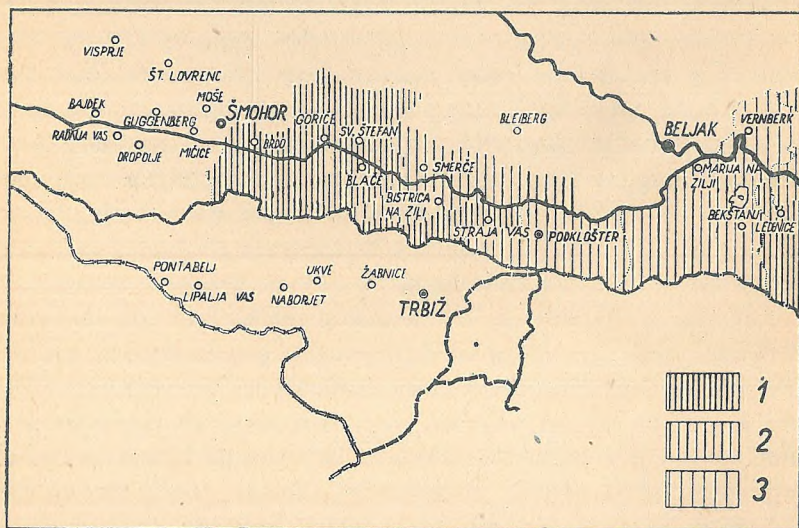 VISPRJE
ŠT. LOVRENC
BAJDEK
MOŠE
GUGGENBERG
ŠMOHOR
RADNJA VAS
DROPOLJE
MIČICE
BRDO
GORICE
SV. ŠTEFAN
BLAČE
SMERČE
BLEIBERG
BELJAK
VERNBERK
MARIJA NA
ZILJI
BISTRICA
NA ZILI
STRAJA VAS
PODKLOŠTER
BEKŠTANJ
LEDNICE
PONTABELJ
LIPALJA VAS
NABORJET
UKVE
ŽABNICE
TRBIŽ
1
2
3